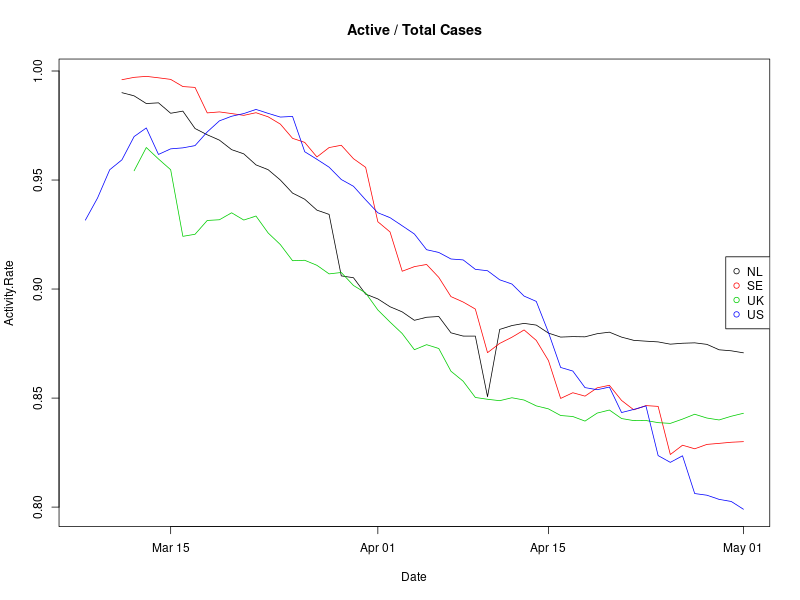 Active / Total Cases
Activity.Rate
1.00
0.95
0.90
0.85
0.80
NL
SE
UK
US
Mar 15 Apr 01 Apr 15 May 01
Date